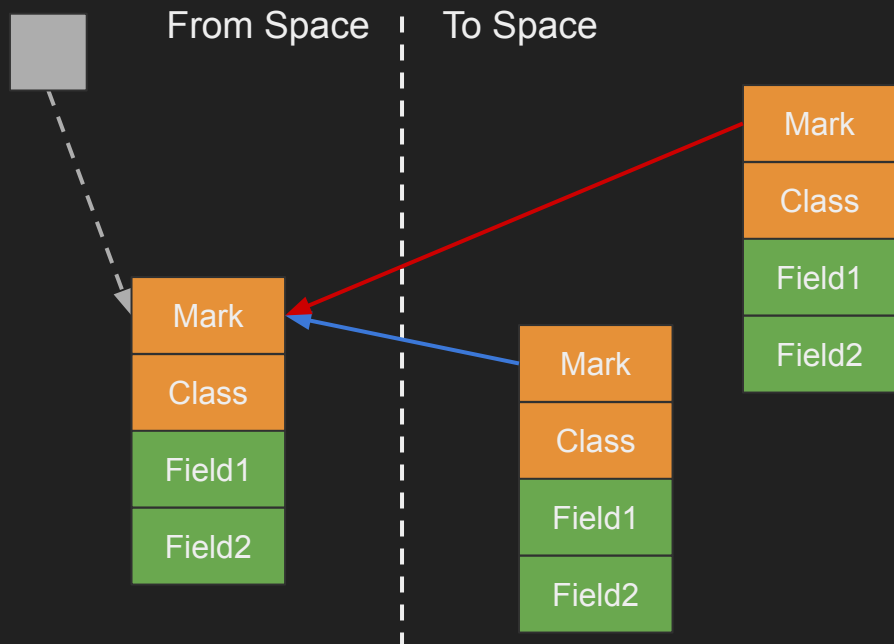 From Space
To Space
Mark
Class
Field1
Field2
Mark
Class
Field1
Field2
Mark
Class
Field1
Field2